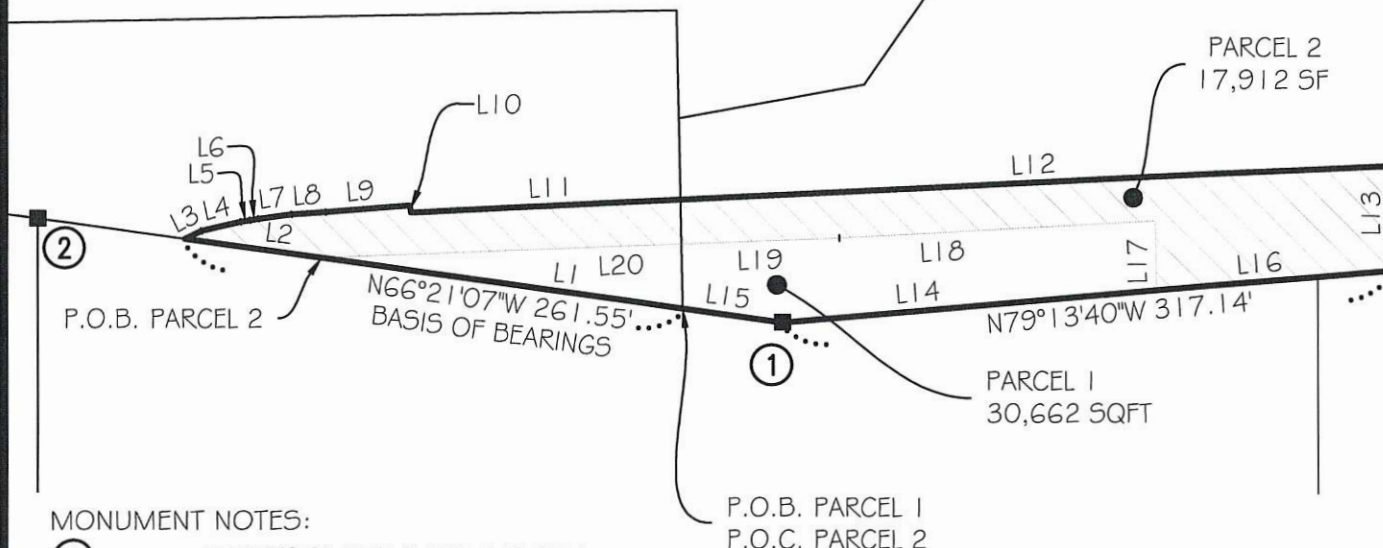 PARCEL 2
17,912 SF
L10
L6
L5
L3
L4
L7
L8
L9
L11
L12
L13
L2
L1
L20
L19
L18
L17
L16
L15
L14
N66°21'07"W 261.55'
BASIS OF BEARINGS
N79°13'40"W 317.14'
P.O.B. PARCEL 2
2
1
PARCEL 1
30,662 SQFT
P.O.B. PARCEL 1
P.O.C. PARCEL 2
MONUMENT NOTES: